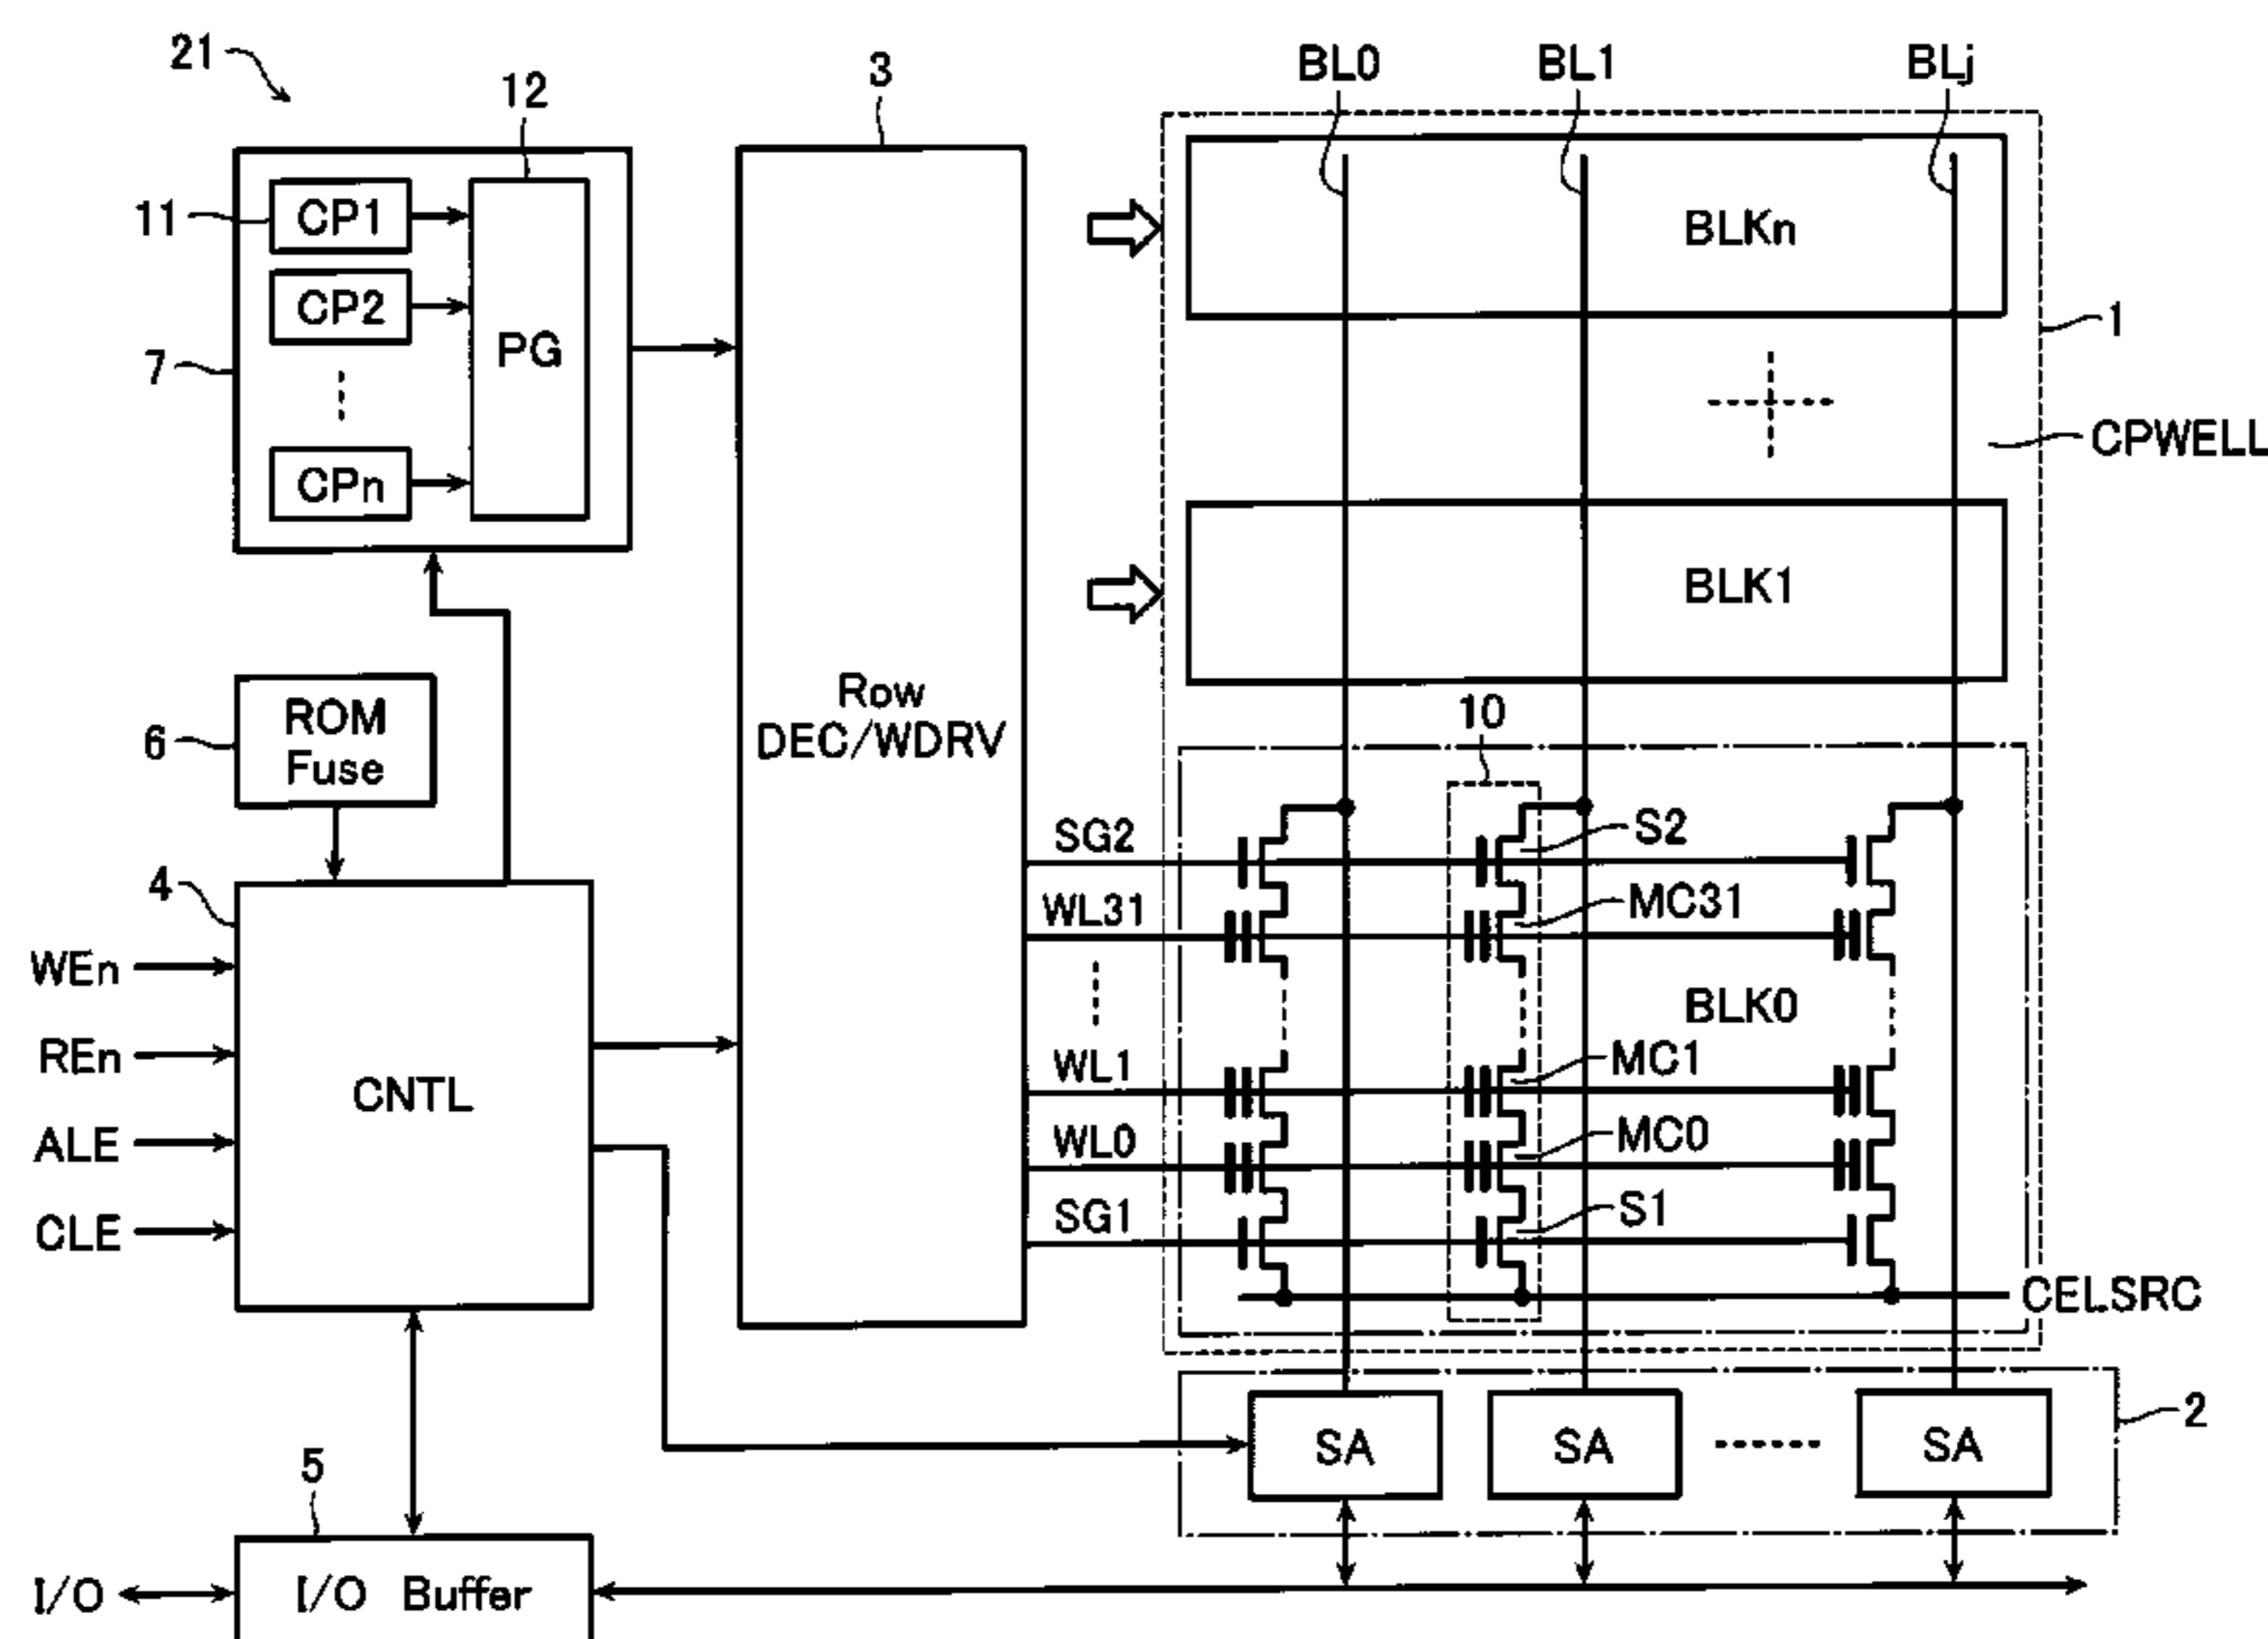 21
12
3
BL0
BL1
BLj
11
CP1
CP2
CPn
PG
7
BLKn
1
CPWELL
BLK1
ROM
Fuse
6
Row
DEC/WDRV
10
4
SG2
WL31
WL1
WL0
SG1
S2
MC31
BLK0
MC1
MC0
S1
CELSRC
WEn
REn
ALE
CLE
CNTL
SA
SA
SA
2
5
I/O
I/O Buffer